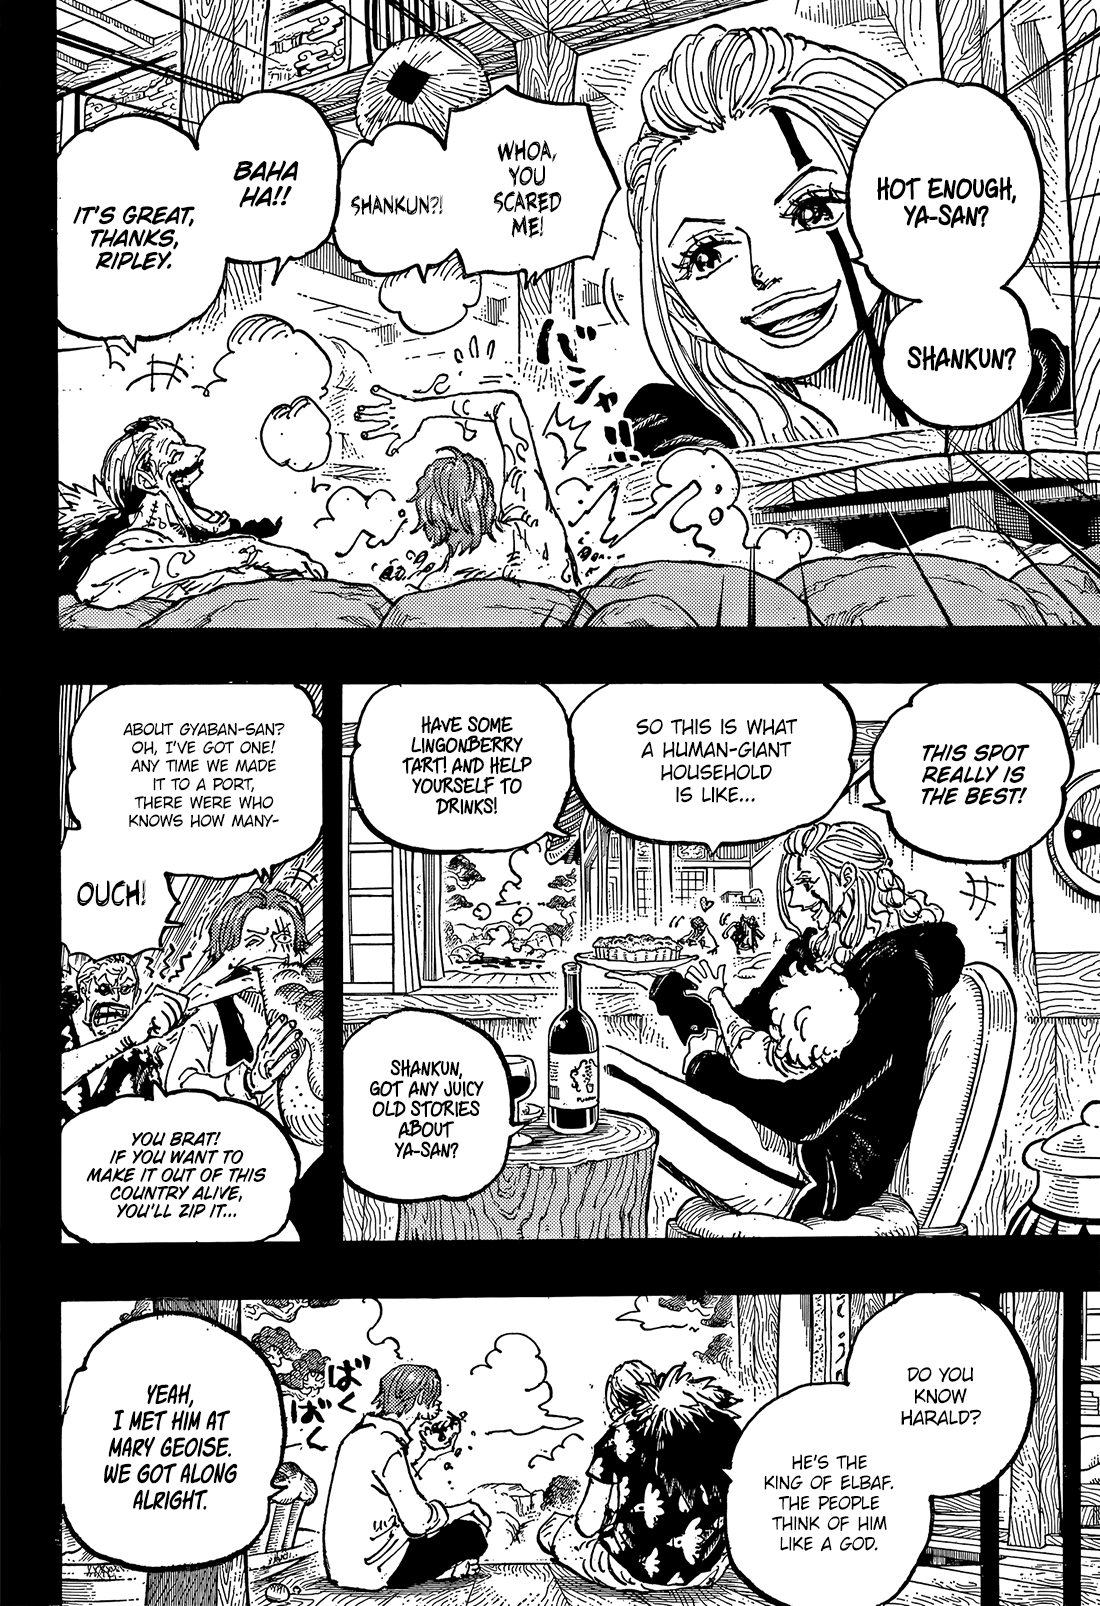 HOT ENOUGH,
YA-SAN?
SHANKUN?
WHOA,
YOU
SCARED
ME!
SHANKUN?!
BAHA
HA!!
IT'S GREAT,
THANKS,
RIPLEY.
バ
シャ
!!
THIS SPOT
REALLY IS
THE BEST!
SO THIS IS WHAT
A HUMAN-GIANT
HOUSEHOLD
IS LIKE...
HAVE SOME
LINGONBERRY
TART! AND HELP
YOURSELF TO
DRINKS!
SHANKUN,
GOT ANY JUICY
OLD STORIES
ABOUT
YA-SAN?
ABOUT GYABAN-SAN?
OH, I'VE GOT ONE!
ANY TIME WE MADE
IT TO A PORT,
THERE WERE WHO
KNOWS HOW MANY-
OUCH!
YOU BRAT!
IF YOU WANT TO
MAKE IT OUT OF THIS
COUNTRY ALIVE,
YOU'LL ZIP IT...
DO YOU
KNOW
HARALD?
HE'S THE
KING OF ELBAF.
THE PEOPLE
THINK OF HIM
LIKE A GOD.
ばく
ばく
YEAH,
I MET HIM AT
MARY GEOISE.
WE GOT ALONG
ALRIGHT.